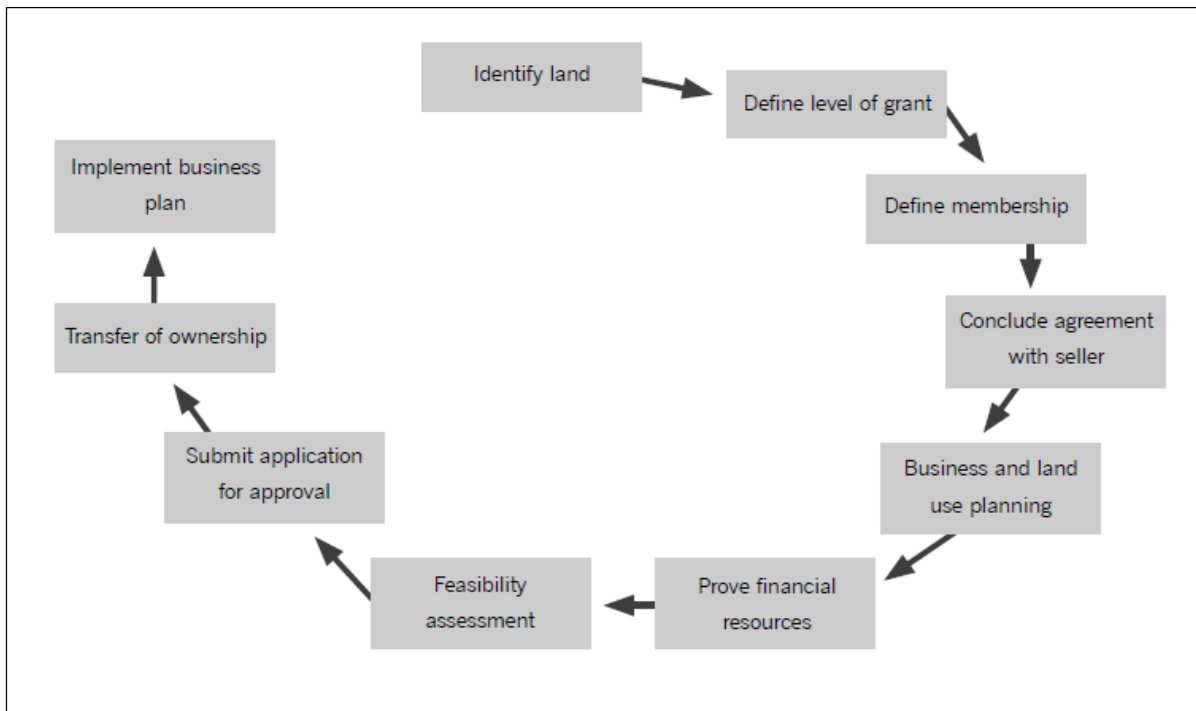 Identify land
Define level of grant
Define membership
Conclude agreement
with seller
Business and land
use planning
Prove financial
resources
Feasibility
assessment
Submit application
for approval
Transfer of ownership
Implement business
plan